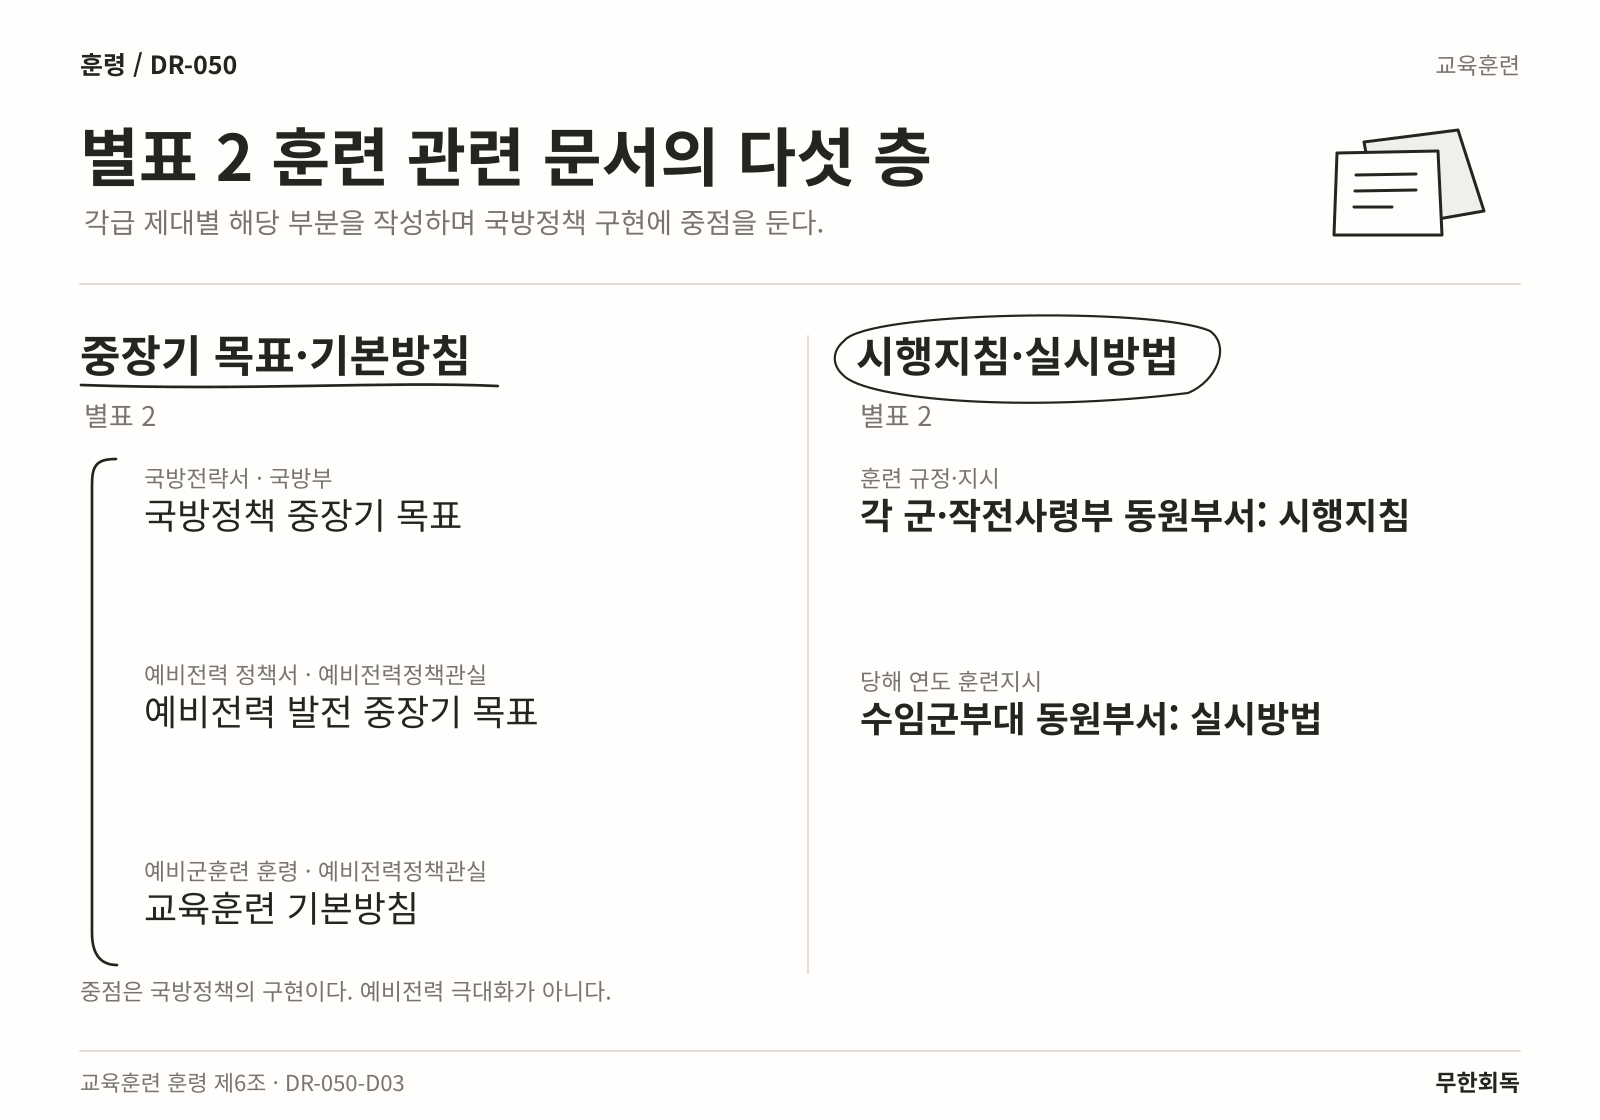 훈령 / DR-050
교육훈련
별표 2 훈련 관련 문서의 다섯 층
각급 제대별 해당 부분을 작성하며 국방정책 구현에 중점을 둔다.
중장기 목표·기본방침
별표 2
국방전략서 · 국방부
국방정책 중장기 목표
예비전력 정책서 · 예비전력정책관실
예비전력 발전 중장기 목표
예비군훈련 훈령 · 예비전력정책관실
교육훈련 기본방침
중점은 국방정책의 구현이다. 예비전력 극대화가 아니다.
시행지침·실시방법
별표 2
훈련 규정·지시
각 군·작전사령부 동원부서: 시행지침
당해 연도 훈련지시
수임군부대 동원부서: 실시방법
교육훈련 훈령 제6조 · DR-050-D03
무한회독